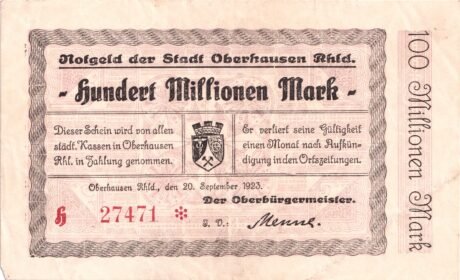 Notgeld der Stadt Oberhausen Rhld.
- Hundert Millionen Mark -
Dieser Schein wird von allen
städt. Kassen in Oberhausen
Rhl. in Zahlung genommen.
Er verliert seine Gültigkeit
einen Monat nach Aufkün-
digung in den Ortszeitungen.
Oberhausen Rhld., den 20. September 1923.
Der Oberbürgermeister.
H 27471 *
I. V.: Menne.
100 Millionen Mark